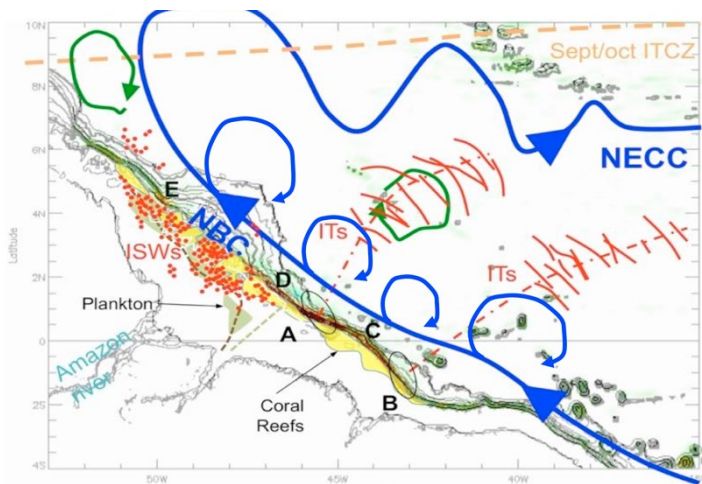 10N
Sept/oct ITCZ
8N
NECC
6N
E
4N
NBC
ITs
ISWs
Latitude
2N
D
ITs
Plankton
A
C
0
Amazon
river
Coral
Reefs
B
2S
4S
50W
45W
40W